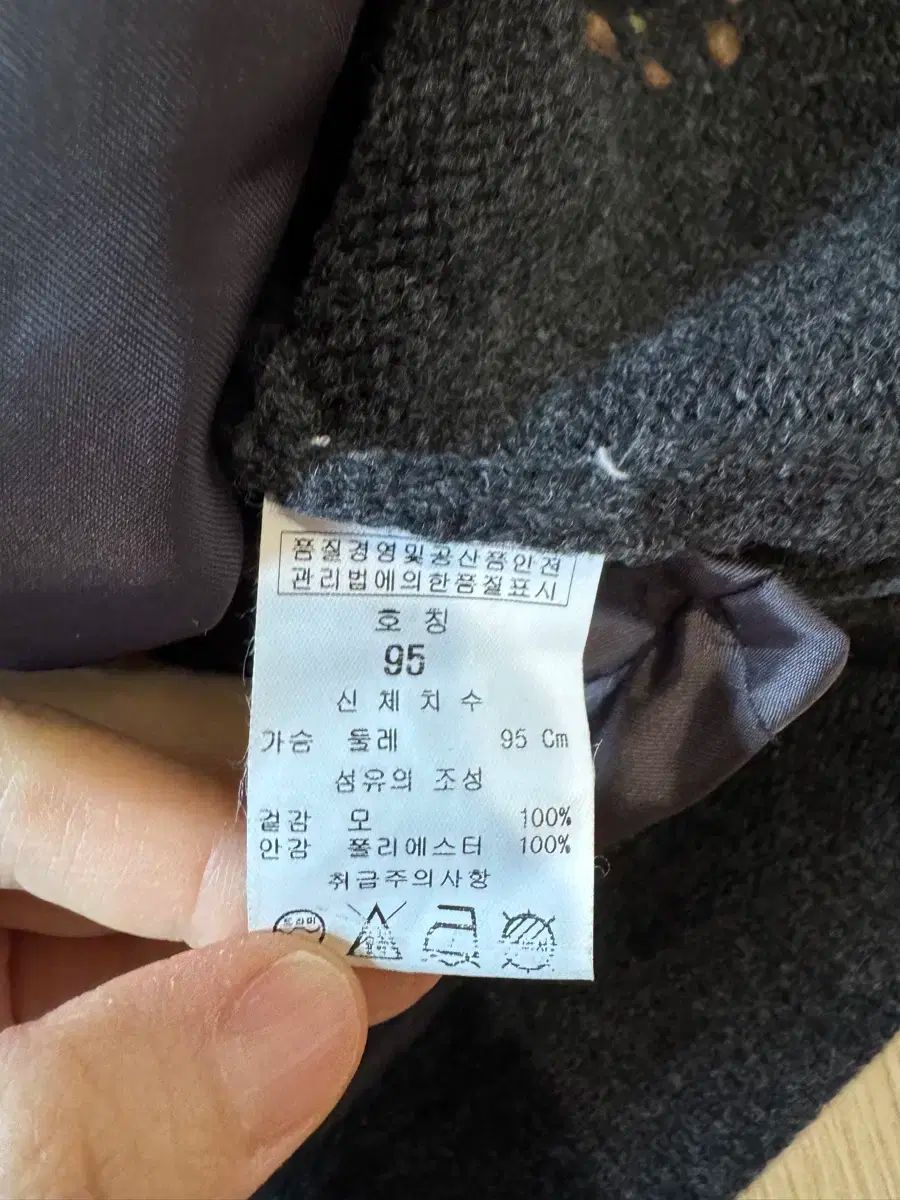 품질경영및공산품안전
관리법에의한품질표시
호 칭
95
신 체 치 수
가슴 둘레 95 Cm
섬유의 조성
겉감 모 100%
안감 폴리에스터 100%
취급주의사항
드라이